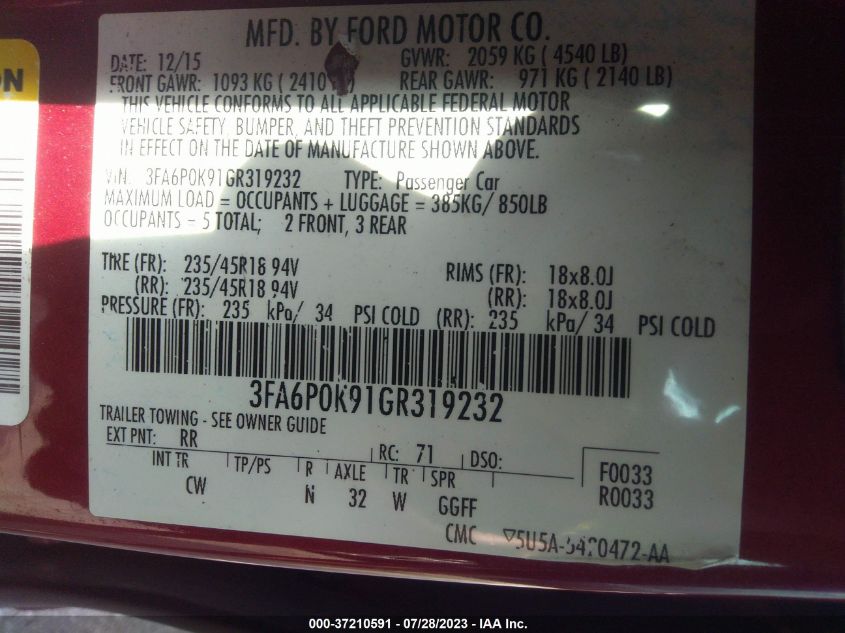 ON
MFD. BY FORD MOTOR CO.
DATE: 12/15 GVWR: 2059 KG ( 4540 LB)
FRONT GAWR: 1093 KG ( 2410 REAR GAWR: 971 KG ( 2140 LB)
THIS VEHICLE CONFORMS TO ALL APPLICABLE FEDERAL MOTOR
VEHICLE SAFETY, BUMPER, AND THEFT PREVENTION STANDARDS
IN EFFECT ON THE DATE OF MANUFACTURE SHOWN ABOVE.
VIN: 3FA6P0K91GR319232 TYPE: Passenger Car
MAXIMUM LOAD = OCCUPANTS + LUGGAGE = 385KG/ 850LB
OCCUPANTS = 5 TOTAL; 2 FRONT, 3 REAR
TIRE (FR): 235/45R18 94V RIMS (FR): 18x8.0J
(RR): 235/45R18 94V (RR): 18x8.0J
PRESSURE (FR): 235 kPa/ 34 PSI COLD (RR): 235 kPa/ 34 PSI COLD
3FA6P0K91GR319232
TRAILER TOWING - SEE OWNER GUIDE
EXT PNT: RR RC: 71 DSO:
INT TR TP/PS R AXLE TR SPR F0033
CW N 32 W GGFF R0033
CMC 5U5A-5420472-AA
000-37210591 / 07/28/2023 - IAA Inc.